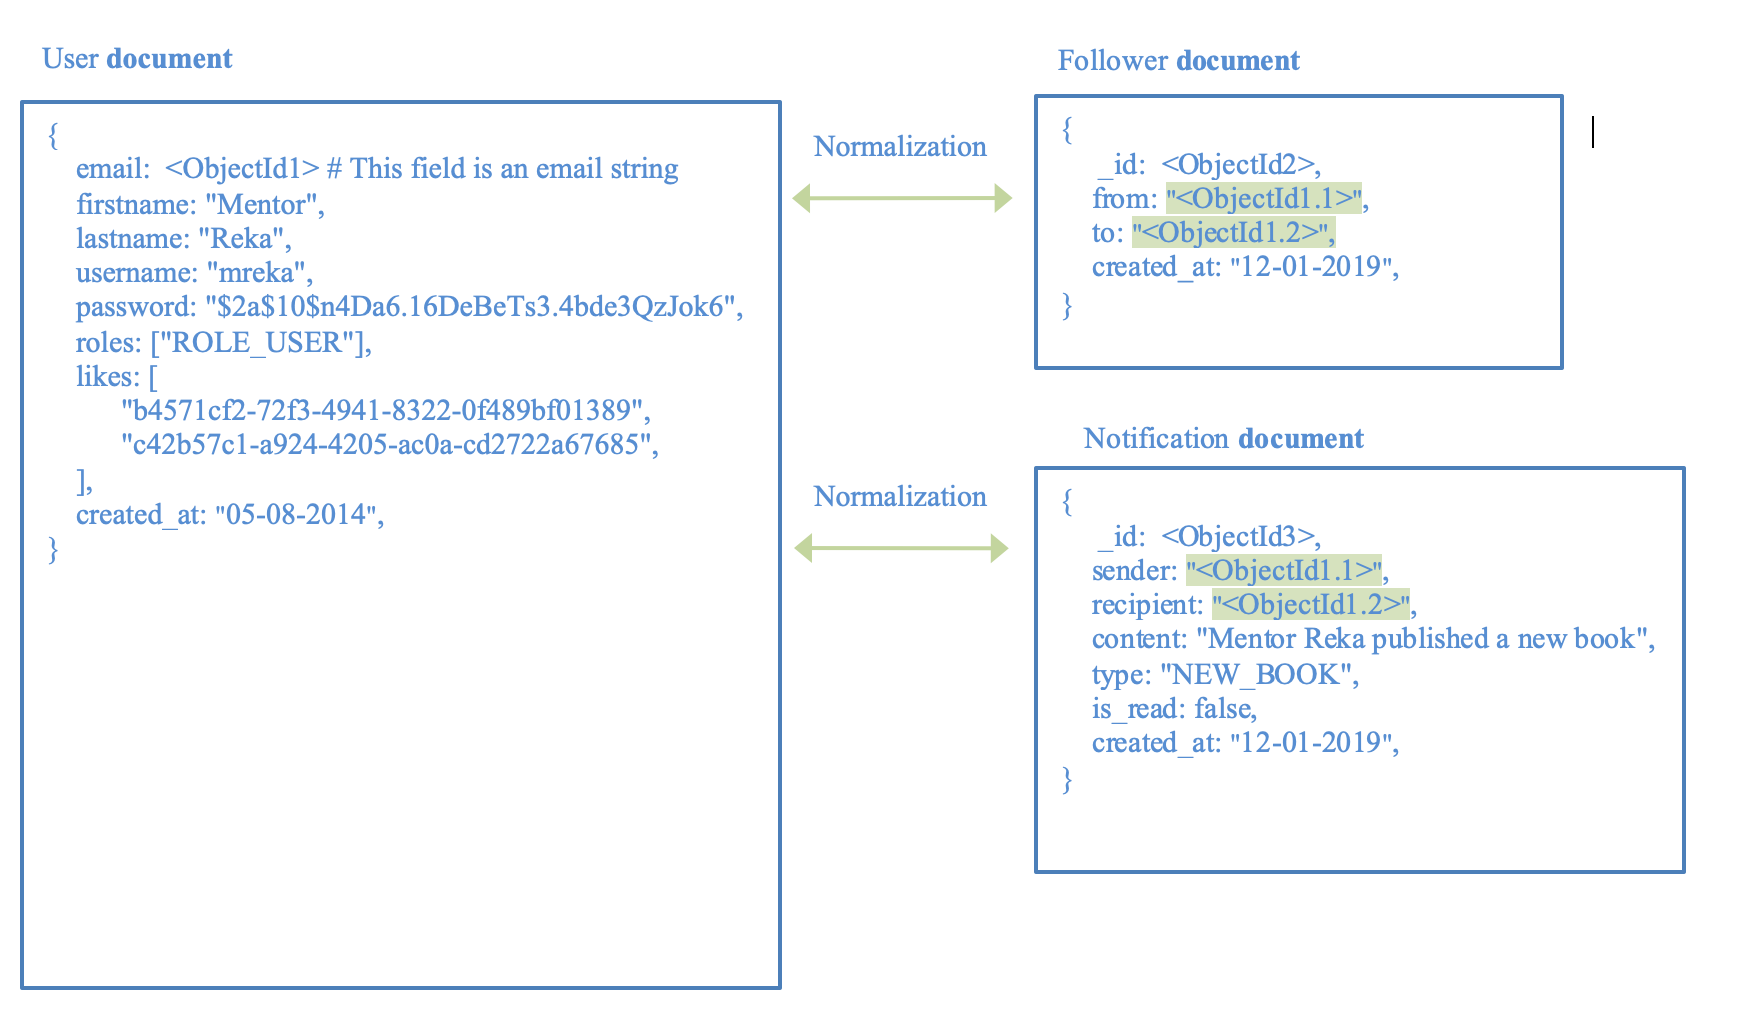 User document
{
email: <ObjectId1> # This field is an email string
firstname: "Mentor",
lastname: "Reka",
username: "mreka",
password: "$2a$10$n4Da6.16DeBeTs3.4bde3QzJok6",
roles: ["ROLE_USER"],
likes: [
"b4571cf2-72f3-4941-8322-0f489bf01389",
"c42b57c1-a924-4205-ac0a-cd2722a67685",
],
created_at: "05-08-2014",
}
Normalization
Normalization
Follower document
{
_id: <ObjectId2>,
from: "<ObjectId1.1>",
to: "<ObjectId1.2>",
created_at: "12-01-2019",
}
Notification document
{
_id: <ObjectId3>,
sender: "<ObjectId1.1>",
recipient: "<ObjectId1.2>",
content: "Mentor Reka published a new book",
type: "NEW_BOOK",
is_read: false,
created_at: "12-01-2019",
}